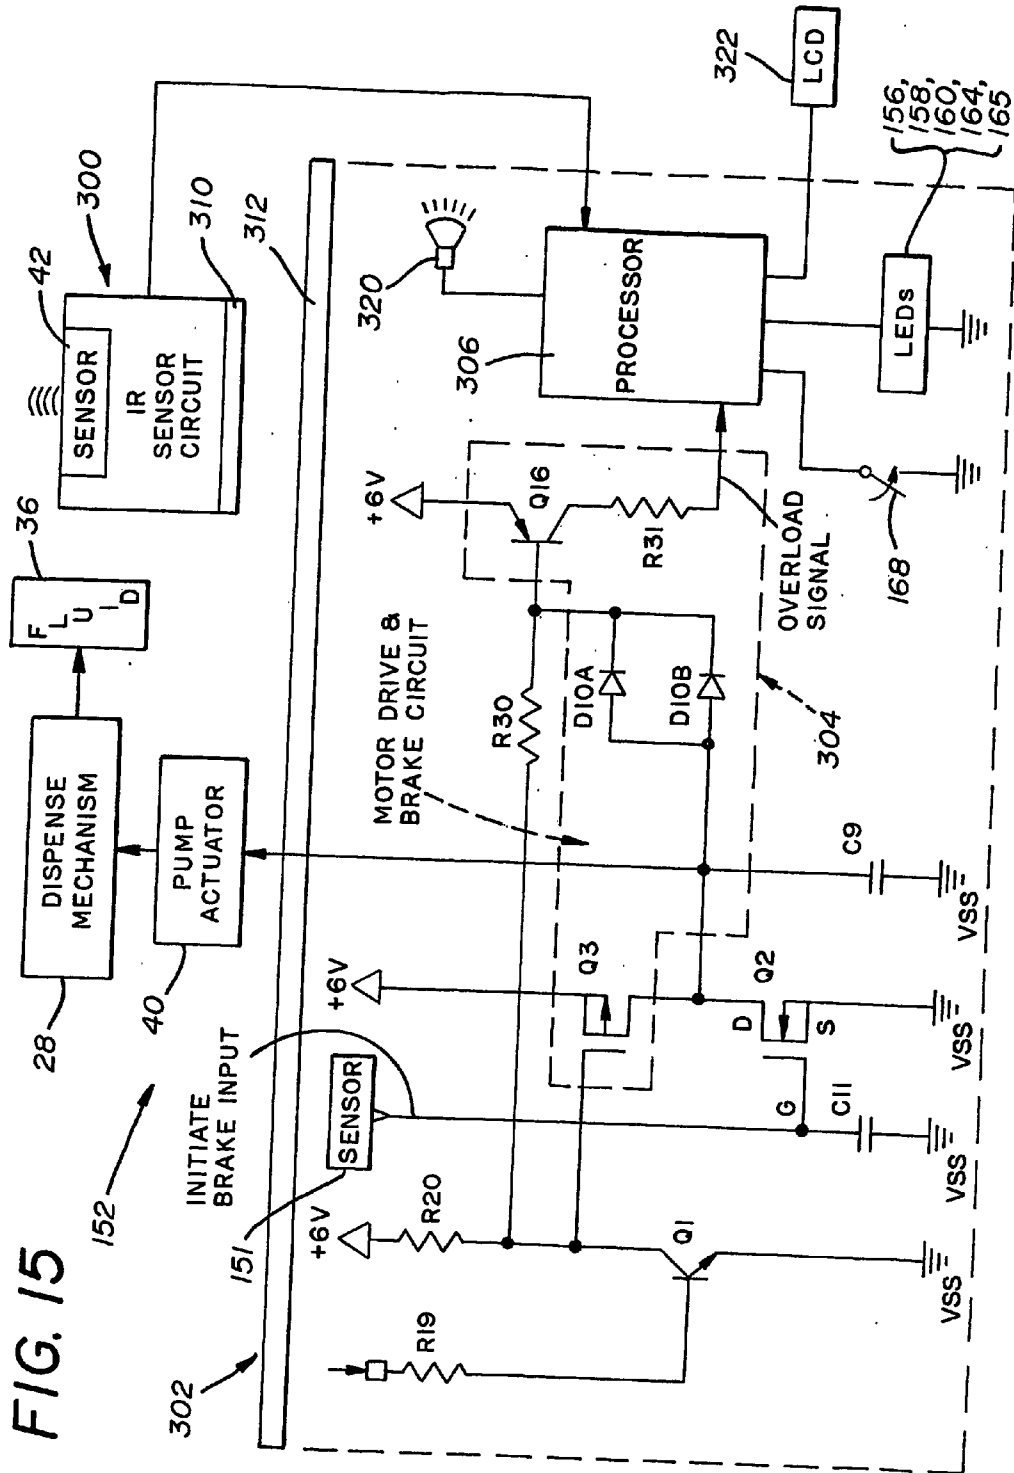 FIG. 15
152
28
DISPENSE
MECHANISM
36
FLUID
40
PUMP
ACTUATOR
42
SENSOR
IR
SENSOR
CIRCUIT
300
310
312
302
151
SENSOR
INITIATE
BRAKE INPUT
+6V
R20
R19
Q1
VSS
+6V
Q3
Q2
D
S
G
C11
VSS
VSS
C9
VSS
MOTOR DRIVE &
BRAKE CIRCUIT
R30
D10A
D10B
304
+6V
Q16
R31
OVERLOAD
SIGNAL
320
306
PROCESSOR
168
LEDs
156,
158,
160,
164,
165
322
LCD